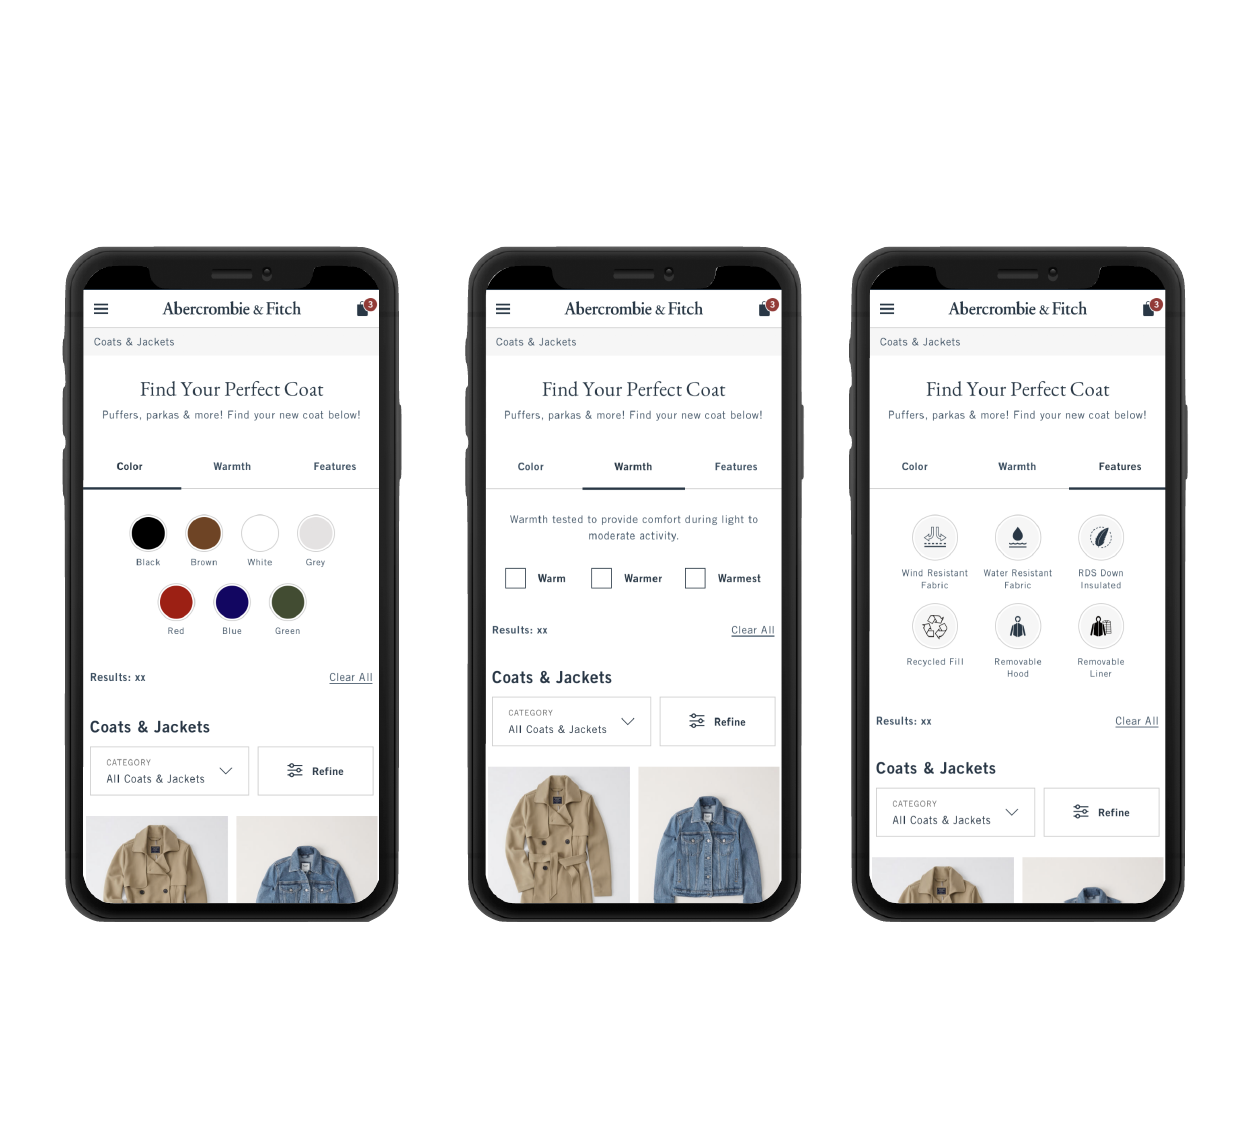 Abercrombie & Fitch
3
Coats & Jackets
Find Your Perfect Coat
Puffers, parkas & more! Find your new coat below!
Color Warmth Features
Black Brown White Grey
Red Blue Green
Results: xx Clear All
Coats & Jackets
CATEGORY
All Coats & Jackets
Refine
Abercrombie & Fitch
3
Coats & Jackets
Find Your Perfect Coat
Puffers, parkas & more! Find your new coat below!
Color Warmth Features
Warmth tested to provide comfort during light to
moderate activity.
Warm Warmer Warmest
Results: xx Clear All
Coats & Jackets
CATEGORY
All Coats & Jackets
Refine
Abercrombie & Fitch
3
Coats & Jackets
Find Your Perfect Coat
Puffers, parkas & more! Find your new coat below!
Color Warmth Features
Wind Resistant
Fabric
Water Resistant
Fabric
RDS Down
Insulated
Recycled Fill
Removable
Hood
Removable
Liner
Results: xx Clear All
Coats & Jackets
CATEGORY
All Coats & Jackets
Refine